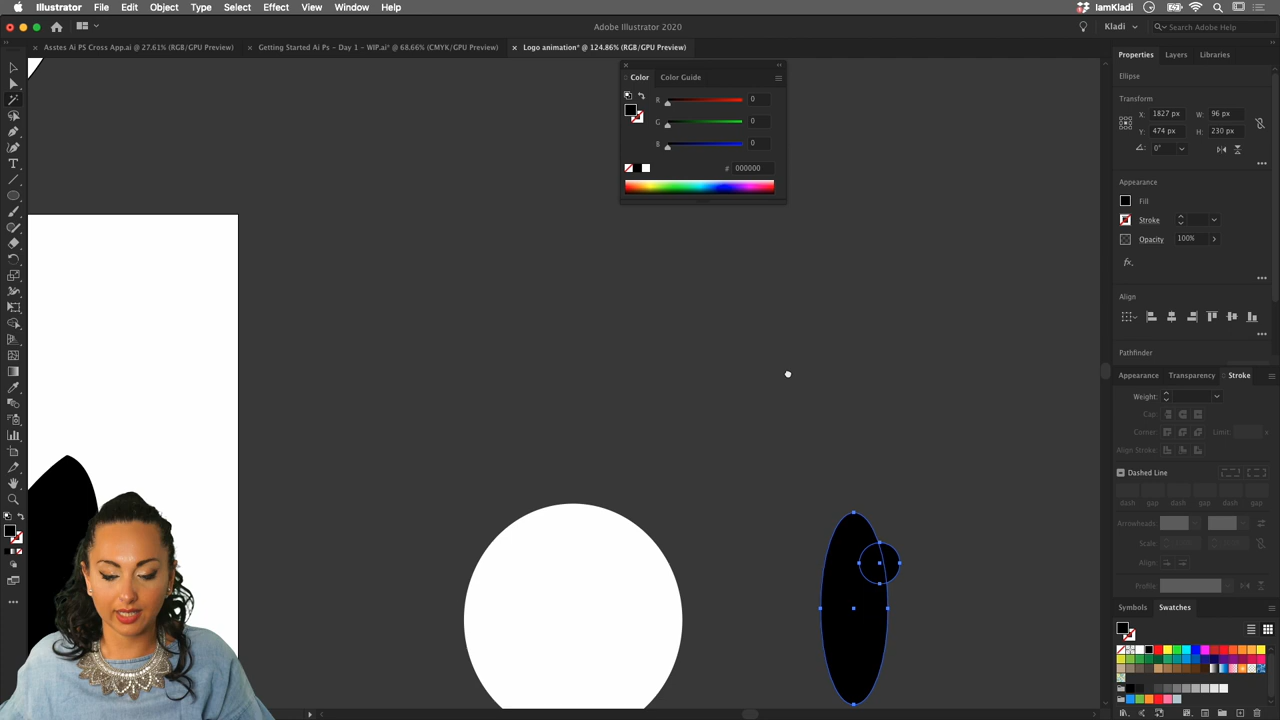 Illustrator File Edit Object Type Select Effect View Window Help
IamKladi
Adobe Illustrator 2020
Kladi
Search Adobe Help
× Asstes Ai PS Cross App.ai @ 27.61% (RGB/GPU Preview)
× Getting Started Ai Ps - Day 1 - WIP.ai* @ 68.66% (CMYK/GPU Preview)
× Logo animation* @ 124.86% (RGB/GPU Preview)
Color Color Guide
R 0
G 0
B 0
# 000000
Properties Layers Libraries
Ellipse
Transform
X: 1827 px W: 96 px
Y: 474 px H: 230 px
0°
Appearance
Fill
Stroke
Opacity 100%
fx.
Align
Pathfinder
Appearance Transparency Stroke
Weight:
Cap:
Corner: Limit: x
Align Stroke:
Dashed Line
dash gap dash gap dash gap
Arrowheads:
Scale:
Align:
Profile:
Symbols Swatches